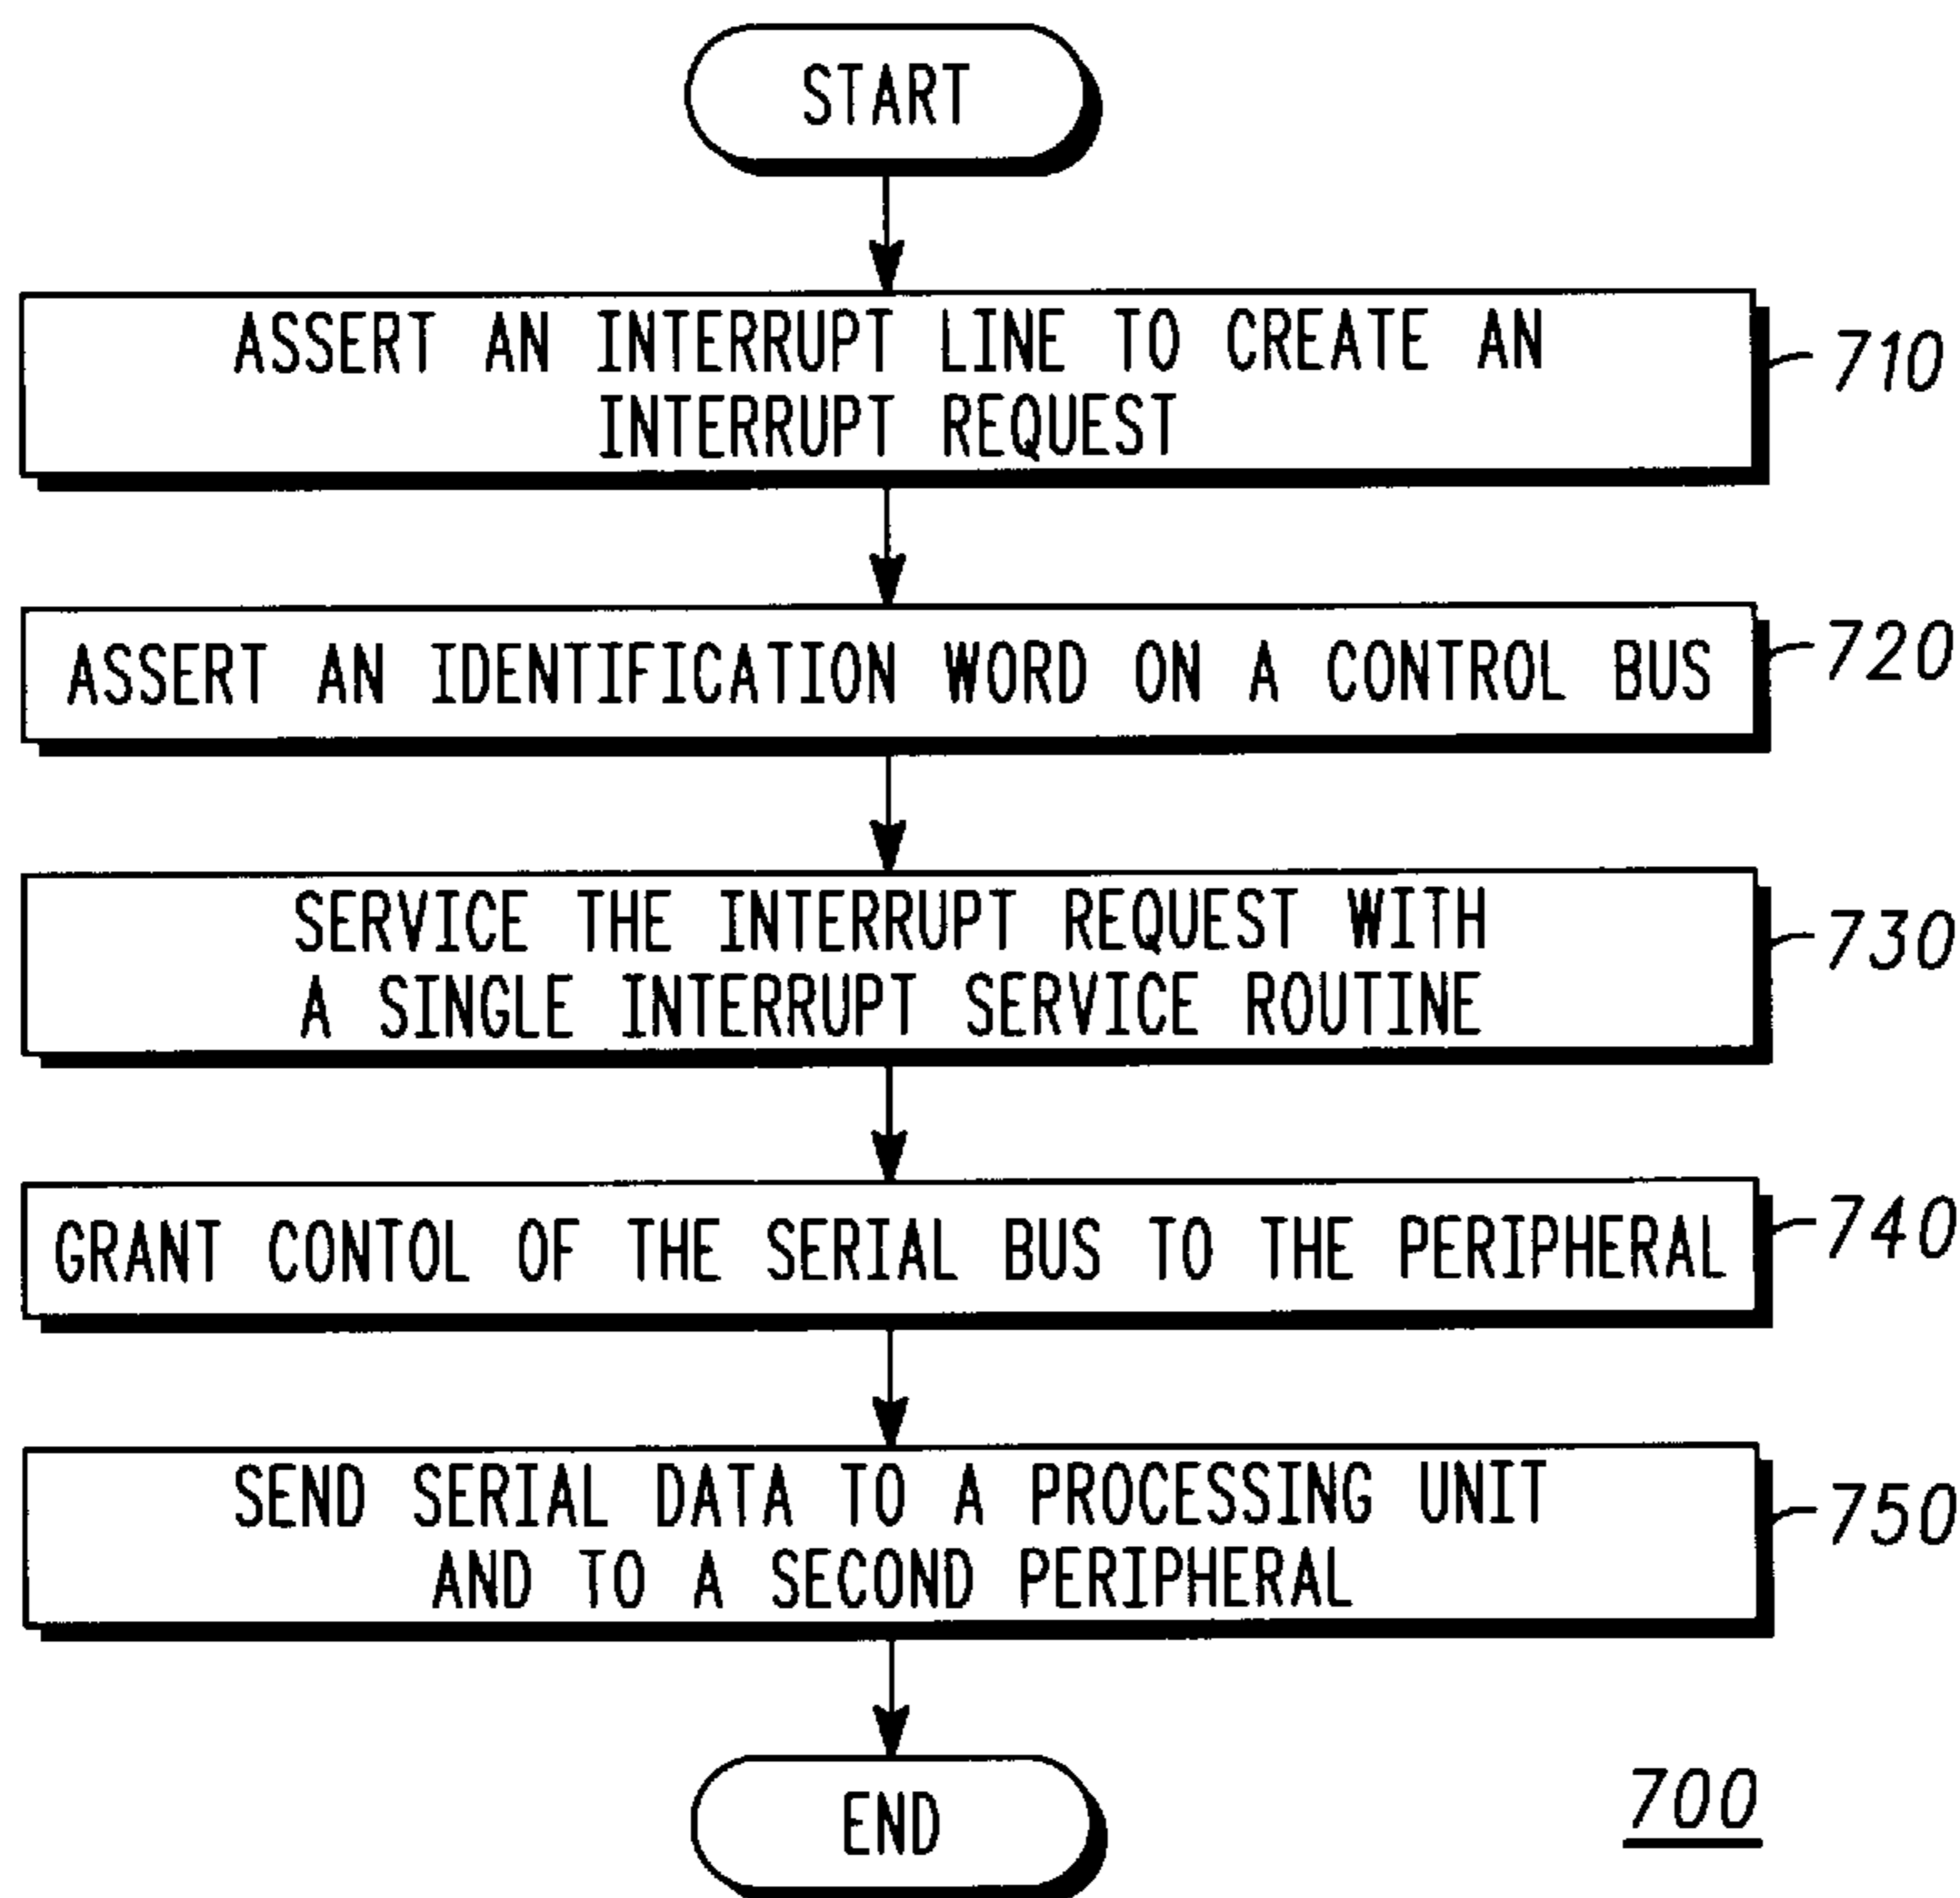 START
ASSERT AN INTERRUPT LINE TO CREATE AN
INTERRUPT REQUEST
710
ASSERT AN IDENTIFICATION WORD ON A CONTROL BUS
720
SERVICE THE INTERRUPT REQUEST WITH
A SINGLE INTERRUPT SERVICE ROUTINE
730
GRANT CONTOL OF THE SERIAL BUS TO THE PERIPHERAL
740
SEND SERIAL DATA TO A PROCESSING UNIT
AND TO A SECOND PERIPHERAL
750
END
700